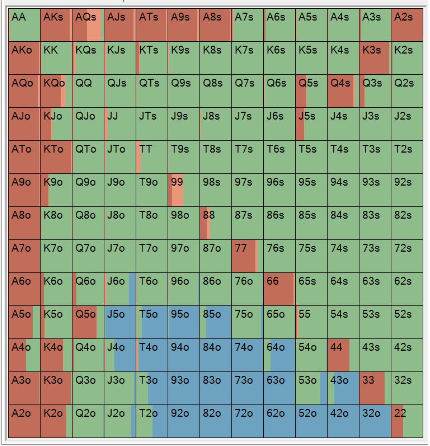 AA AKs AQs AJs ATs A9s A8s A7s A6s A5s A4s A3s A2s
AKo KK KQs KJs KTs K9s K8s K7s K6s K5s K4s K3s K2s
AQo KQo QQ QJs QTs Q9s Q8s Q7s Q6s Q5s Q4s Q3s Q2s
AJo KJo QJo JJ JTs J9s J8s J7s J6s J5s J4s J3s J2s
ATo KTo QTo JTo TT T9s T8s T7s T6s T5s T4s T3s T2s
A9o K9o Q9o J9o T9o 99 98s 97s 96s 95s 94s 93s 92s
A8o K8o Q8o J8o T8o 98o 88 87s 86s 85s 84s 83s 82s
A7o K7o Q7o J7o T7o 97o 87o 77 76s 75s 74s 73s 72s
A6o K6o Q6o J6o T6o 96o 86o 76o 66 65s 64s 63s 62s
A5o K5o Q5o J5o T5o 95o 85o 75o 65o 55 54s 53s 52s
A4o K4o Q4o J4o T4o 94o 84o 74o 64o 54o 44 43s 42s
A3o K3o Q3o J3o T3o 93o 83o 73o 63o 53o 43o 33 32s
A2o K2o Q2o J2o T2o 92o 82o 72o 62o 52o 42o 32o 22